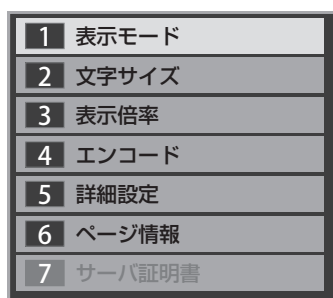 1 表示モード
2 文字サイズ
3 表示倍率
4 エンコード
5 詳細設定
6 ページ情報
7 サーバ証明書